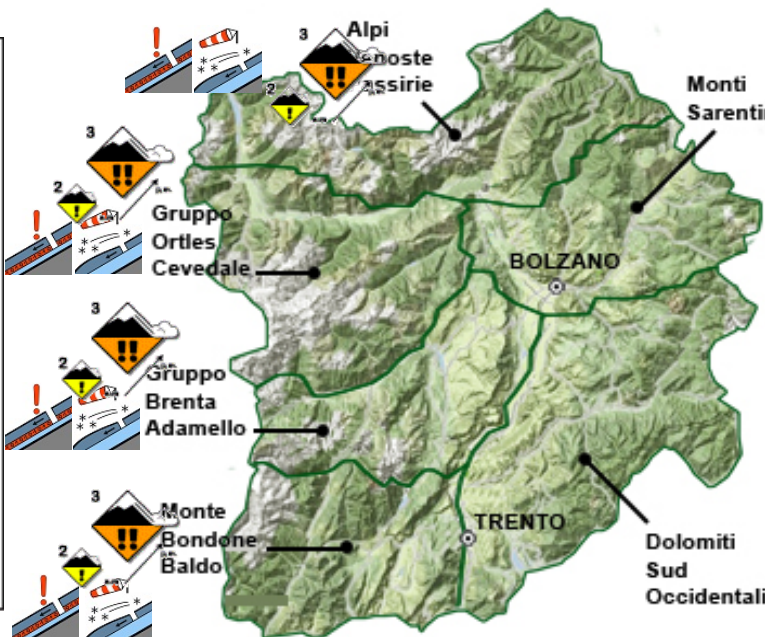 3
Alpi
2
Monti
Sarentin
3
2
Gruppo
Ortles
Cevedale
BOLZANO
3
2
Gruppo
Brenta
Adamello
3
2
Monte
Bondone
Baldo
TRENTO
Dolomiti
Sud
Occidentali